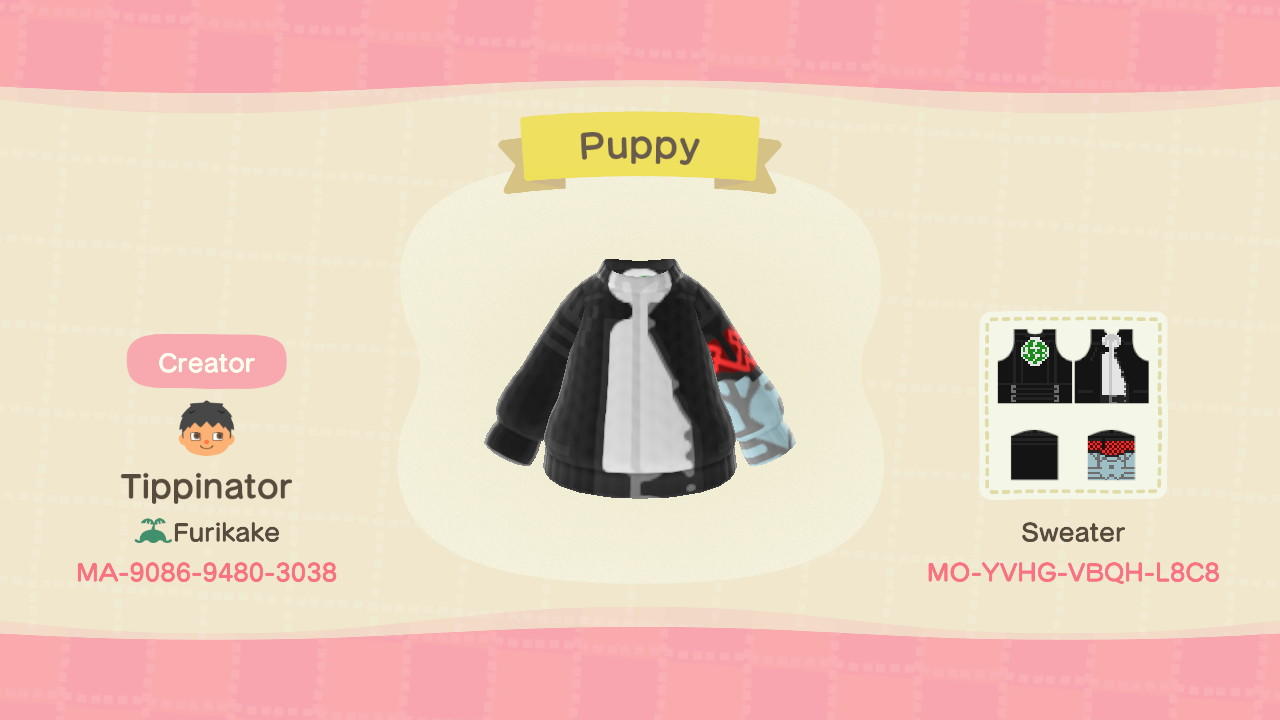 Puppy
Creator
Tippinator
Furikake
MA-9086-9480-3038
Sweater
MO-YVHG-VBQH-L8C8